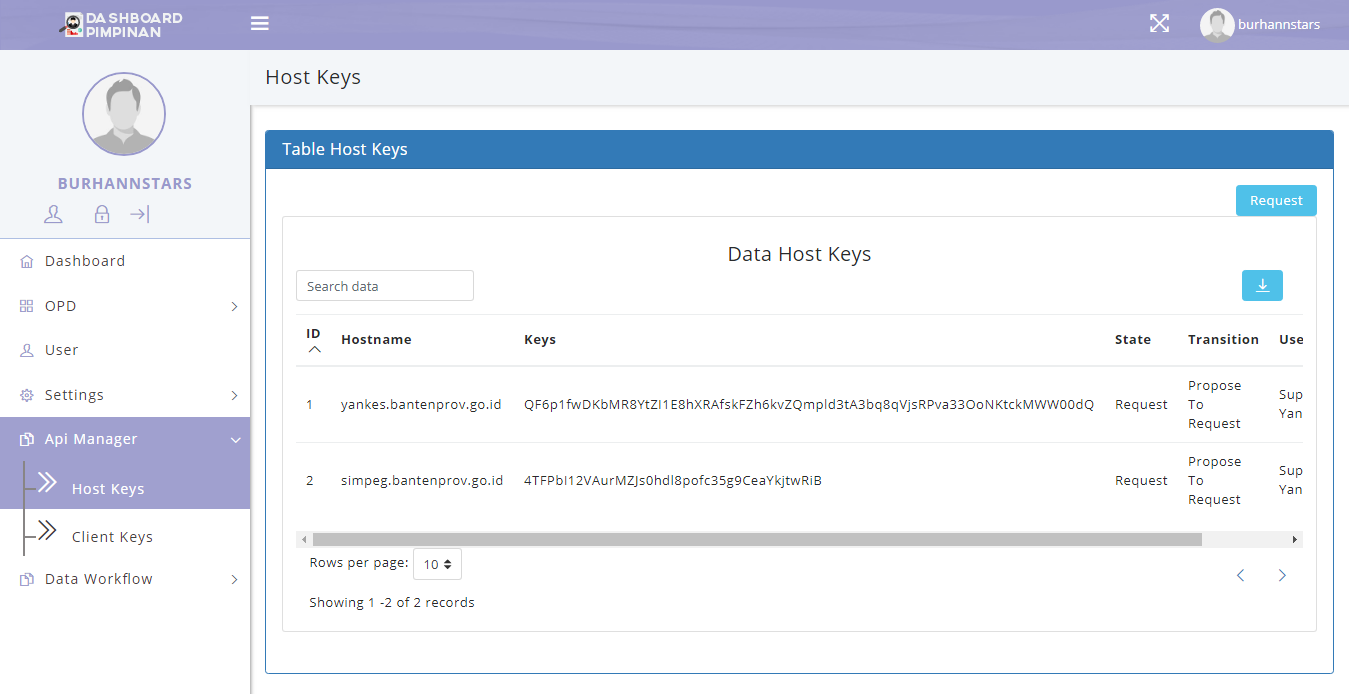 DASHBOARD
PIMPINAN
burhannstars
Host Keys
BURHANNSTARS
Dashboard
OPD
User
Settings
Api Manager
Host Keys
Client Keys
Data Workflow
Table Host Keys
Request
Data Host Keys
Search data
ID Hostname Keys State Transition Use
1 yankes.bantenprov.go.id QF6p1fwDKbMR8YtZI1E8hXRAfskFZh6kvZQmpld3tA3bq8qVjsRPva33OoNKtckMWW00dQ Request Propose To Request Sup Yan
2 simpeg.bantenprov.go.id 4TFPbI12VAurMZJs0hdl8pofc35g9CeaYkjtwRiB Request Propose To Request Sup Yan
Rows per page: 10
Showing 1 -2 of 2 records